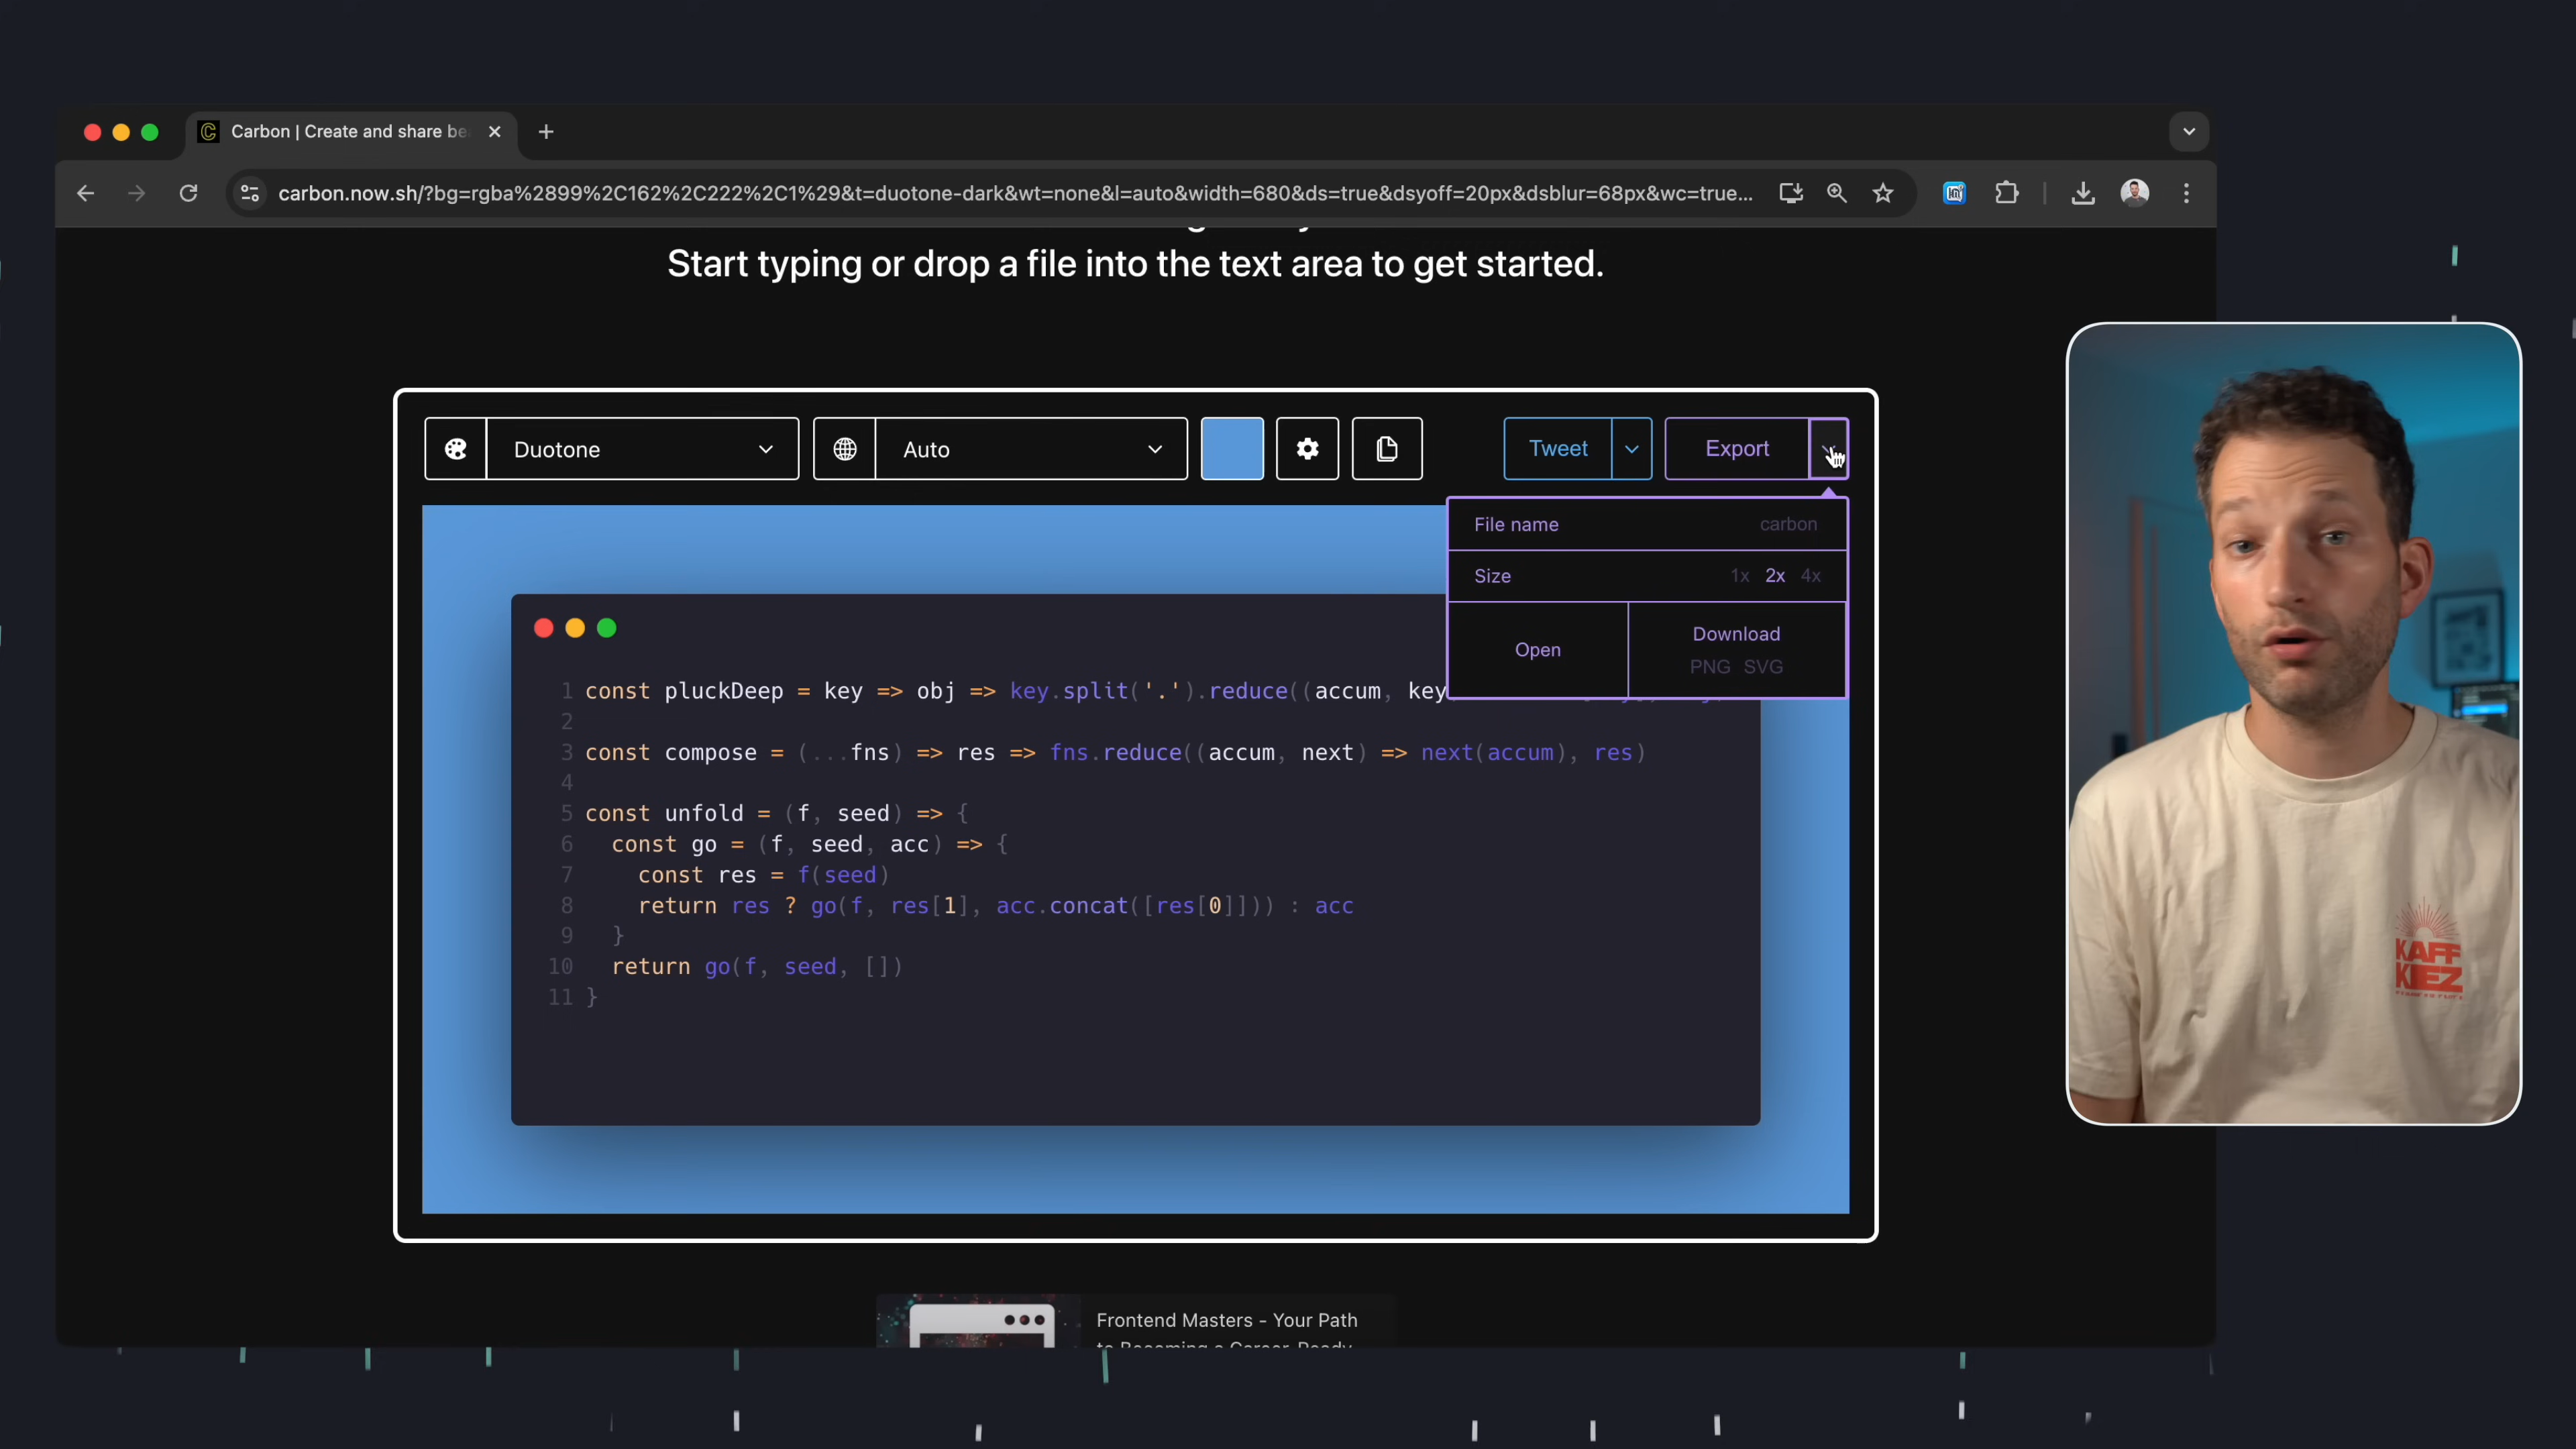 Carbon | Create and share be
carbon.now.sh/?bg=rgba%2899%2C162%2C222%2C1%29&t=duotone-dark&wt=none&l=auto&width=680&ds=true&dsyoff=20px&dsblur=68px&wc=true...
Start typing or drop a file into the text area to get started.
Duotone
Auto
Tweet
Export
File name carbon
Size 1x 2x 4x
Open
Download
PNG SVG
1 const pluckDeep = key => obj => key.split('.').reduce((accum, key
2
3 const compose = (...fns) => res => fns.reduce((accum, next) => next(accum), res)
4
5 const unfold = (f, seed) => {
6 const go = (f, seed, acc) => {
7 const res = f(seed)
8 return res ? go(f, res[1], acc.concat([res[0]])) : acc
9 }
10 return go(f, seed, [])
11 }
KAFF
KIEZ
Frontend Masters - Your Path
to Becoming a Career-Ready